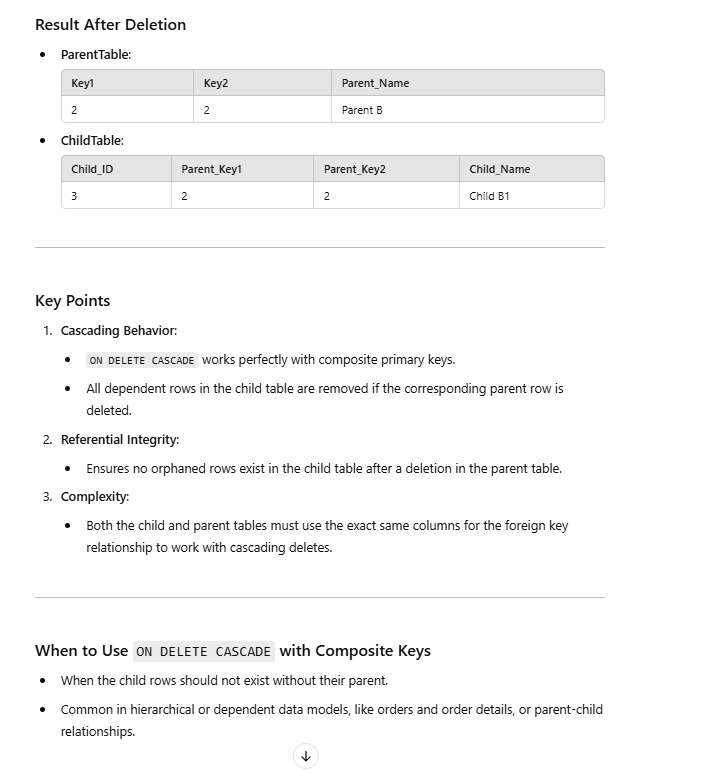 Result After Deletion
ParentTable:
Key1 Key2 Parent_Name
2 2 Parent B
ChildTable:
Child_ID Parent_Key1 Parent_Key2 Child_Name
3 2 2 Child B1
Key Points
1. Cascading Behavior:
ON DELETE CASCADE works perfectly with composite primary keys.
All dependent rows in the child table are removed if the corresponding parent row is
deleted.
2. Referential Integrity:
Ensures no orphaned rows exist in the child table after a deletion in the parent table.
3. Complexity:
Both the child and parent tables must use the exact same columns for the foreign key
relationship to work with cascading deletes.
When to Use ON DELETE CASCADE with Composite Keys
When the child rows should not exist without their parent.
Common in hierarchical or dependent data models, like orders and order details, or parent-child
relationships.